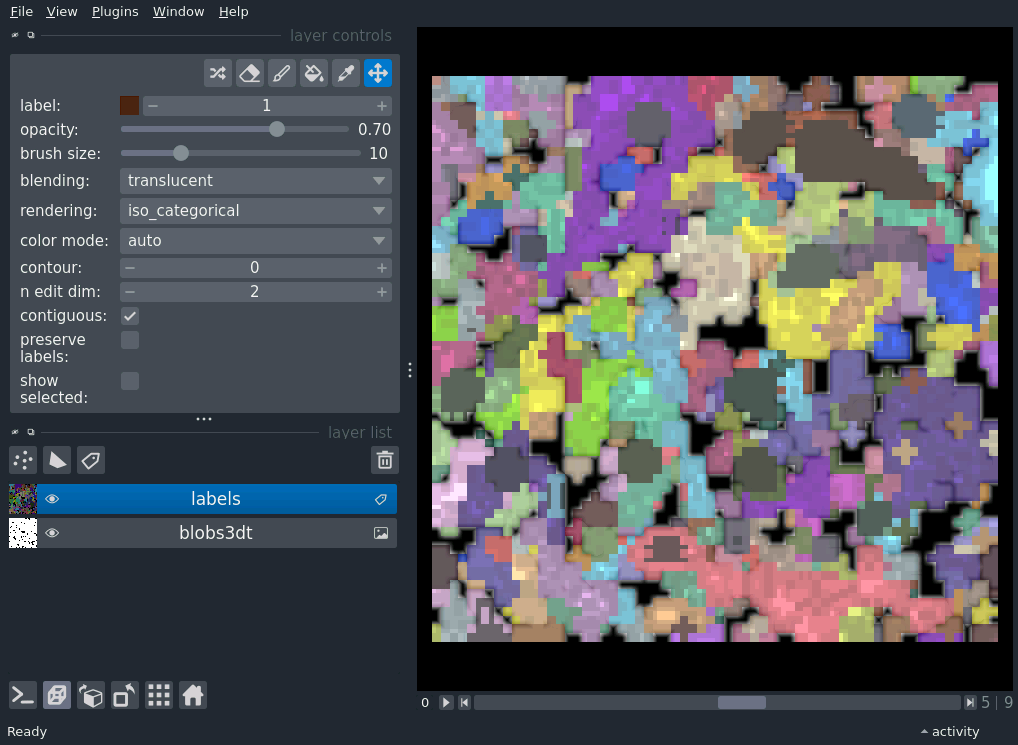 File View Plugins Window Help
layer controls
label: 1
opacity: 0.70
brush size: 10
blending: translucent
rendering: iso_categorical
color mode: auto
contour: 0
n edit dim: 2
contiguous:
preserve
labels:
show
selected:
layer list
labels
blobs3dt
0 5 | 9
Ready activity